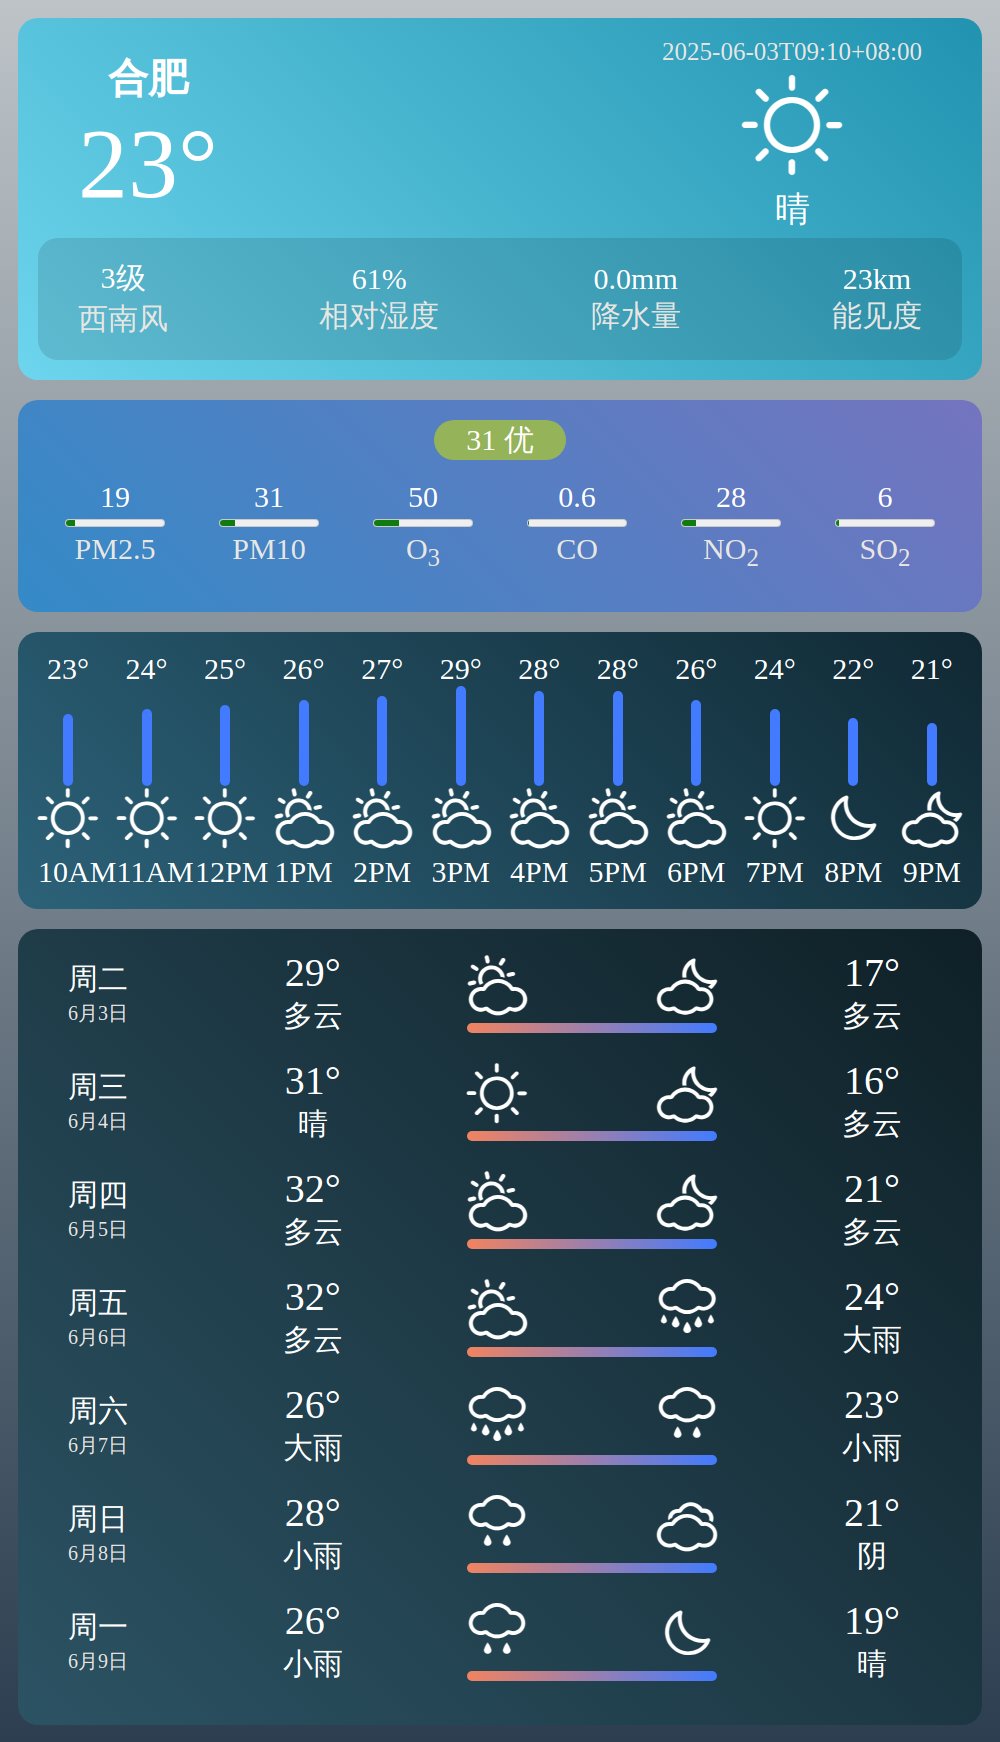 合肥
23°
2025-06-03T09:10+08:00
晴
3级 61% 0.0mm 23km
西南风 相对湿度 降水量 能见度
31 优
19 31 50 0.6 28 6
PM2.5 PM10 O3 CO NO2 SO2
23° 24° 25° 26° 27° 29° 28° 28° 26° 24° 22° 21°
10AM 11AM 12PM 1PM 2PM 3PM 4PM 5PM 6PM 7PM 8PM 9PM
周二 29° 17°
6月3日 多云 多云
周三 31° 16°
6月4日 晴 多云
周四 32° 21°
6月5日 多云 多云
周五 32° 24°
6月6日 多云 大雨
周六 26° 23°
6月7日 大雨 小雨
周日 28° 21°
6月8日 小雨 阴
周一 26° 19°
6月9日 小雨 晴